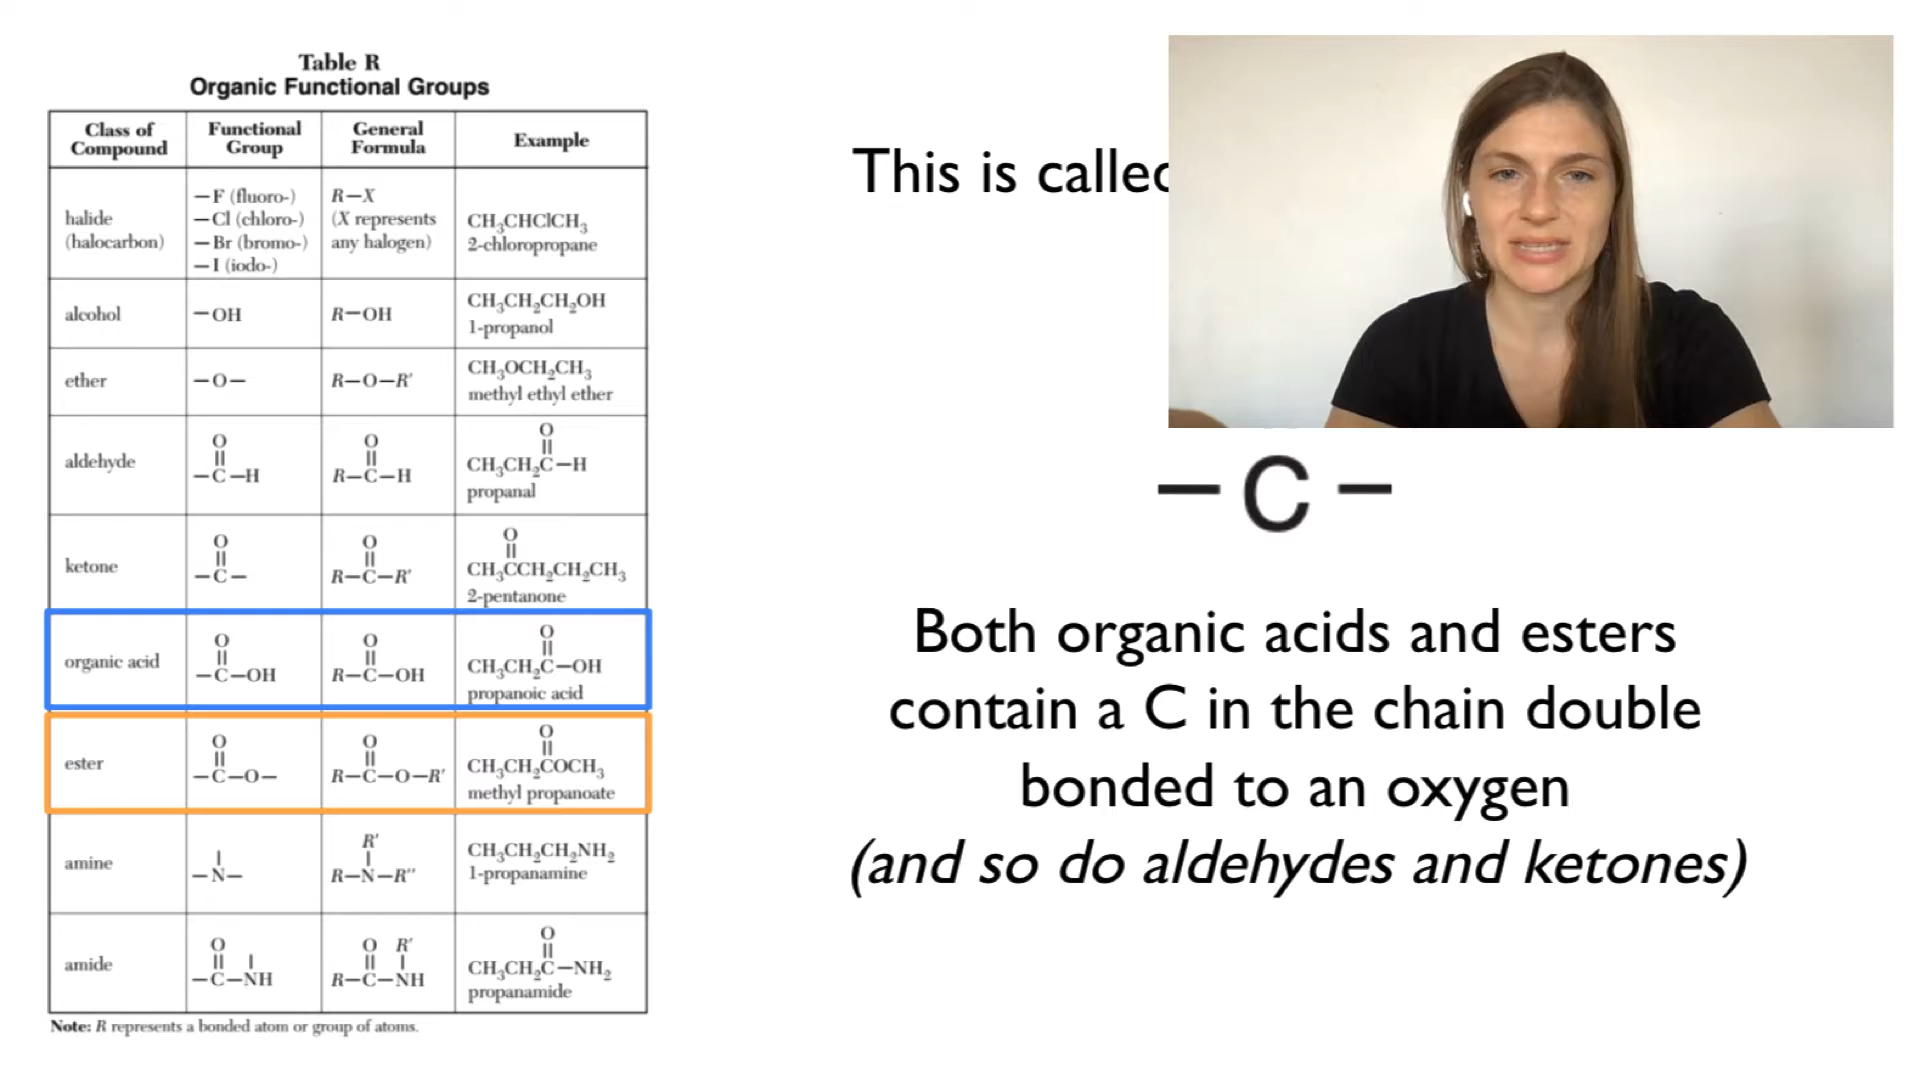 Table R
Organic Functional Groups
Class of Compound | Functional Group | General Formula | Example
halide (halocarbon) | —F (fluoro-) —Cl (chloro-) —Br (bromo-) —I (iodo-) | R—X (X represents any halogen) | CH₃CHClCH₃ 2-chloropropane
alcohol | —OH | R—OH | CH₃CH₂CH₂OH 1-propanol
ether | —O— | R—O—R′ | CH₃OCH₂CH₃ methyl ethyl ether
aldehyde | O || —C—H | O || R—C—H | O || CH₃CH₂C—H propanal
ketone | O || —C— | O || R—C—R′ | O || CH₃CCH₂CH₂CH₃ 2-pentanone
organic acid | O || —C—OH | O || R—C—OH | O || CH₃CH₂C—OH propanoic acid
ester | O || —C—O— | O || R—C—O—R′ | O || CH₃CH₂COCH₃ methyl propanoate
amine | | —N— | R′ | R—N—R″ | CH₃CH₂CH₂NH₂ 1-propanamine
amide | O || | —C—NH | O R′ || | R—C—NH | O || CH₃CH₂C—NH₂ propanamide
Note: R represents a bonded atom or group of atoms.
This is
— C —
Both organic acids and esters
contain a C in the chain double
bonded to an oxygen
(and so do aldehydes and ketones)